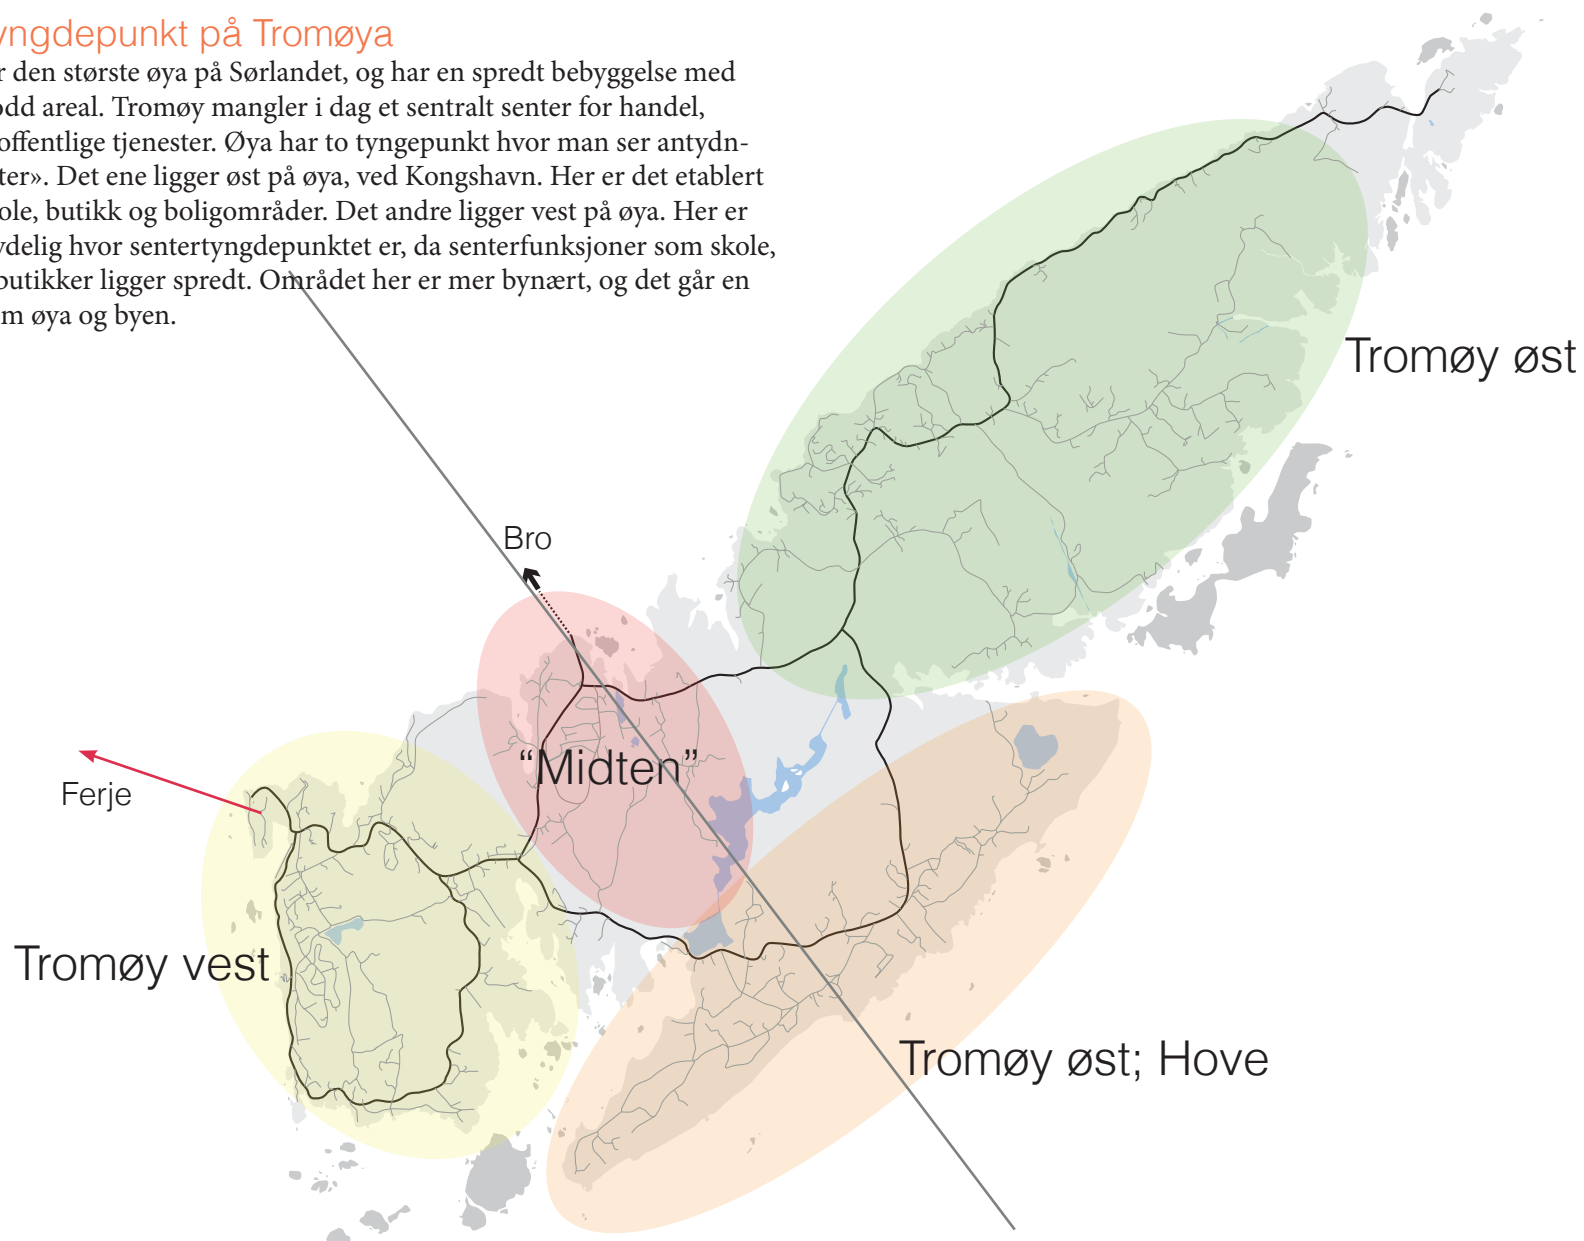 yngdepunkt på Tromøya
r den største øya på Sørlandet, og har en spredt bebyggelse med
odd areal. Tromøy mangler i dag et sentralt senter for handel,
offentlige tjenester. Øya har to tyngepunkt hvor man ser antydn-
ter». Det ene ligger øst på øya, ved Kongshavn. Her er det etablert
ole, butikk og boligområder. Det andre ligger vest på øya. Her er
ydelig hvor sentertyngdepunktet er, da senterfunksjoner som skole,
butikker ligger spredt. Området her er mer bynært, og det går en
m øya og byen.
Tromøy øst
Bro
“Midten”
Ferje
Tromøy vest
Tromøy øst; Hove